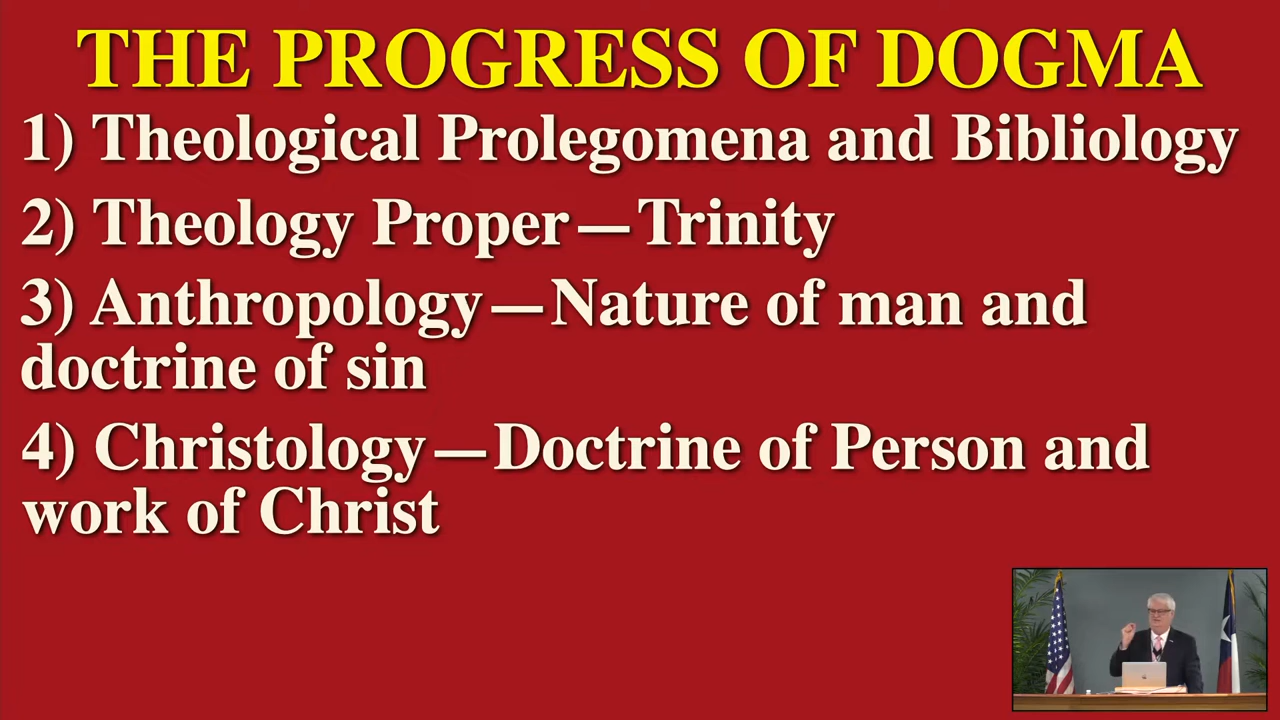 THE PROGRESS OF DOGMA
1) Theological Prolegomena and Bibliology
2) Theology Proper—Trinity
3) Anthropology—Nature of man and
doctrine of sin
4) Christology—Doctrine of Person and
work of Christ